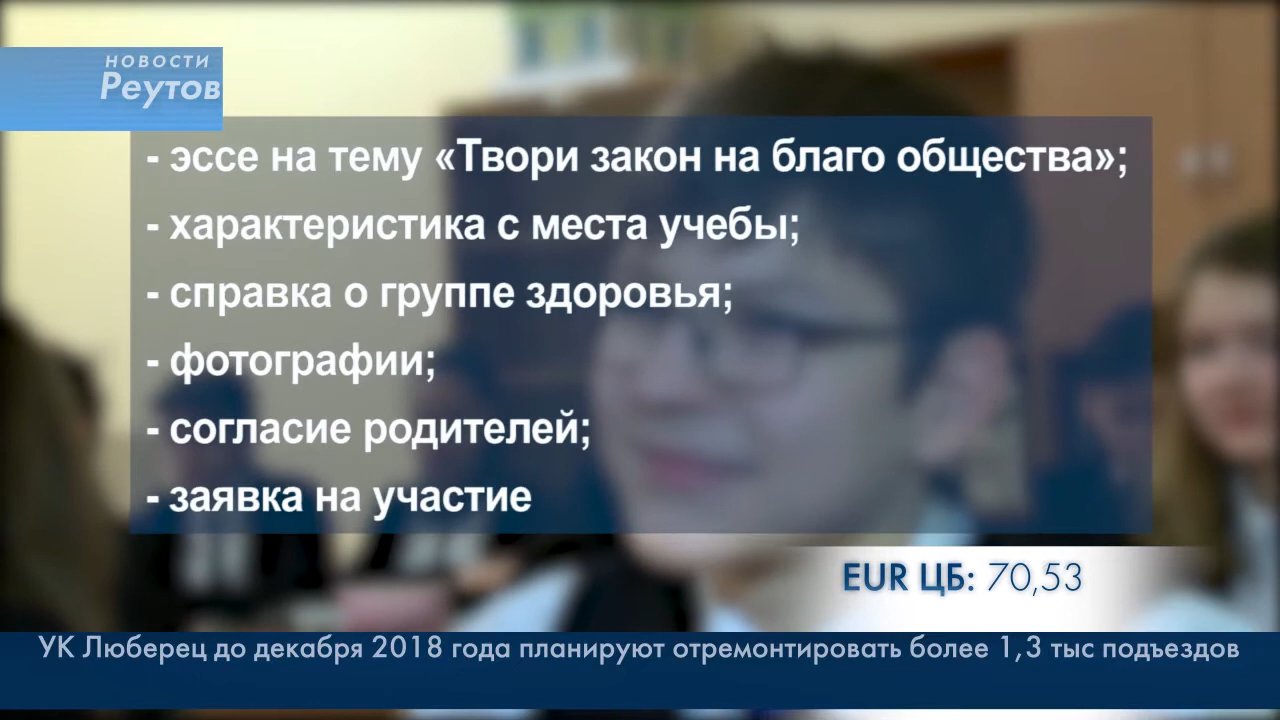 НОВОСТИ
Реутов
- эссе на тему «Твори закон на благо общества»;
- характеристика с места учебы;
- справка о группе здоровья;
- фотографии;
- согласие родителей;
- заявка на участие
EUR ЦБ: 70,53
УК Люберец до декабря 2018 года планируют отремонтировать более 1,3 тыс подъездов